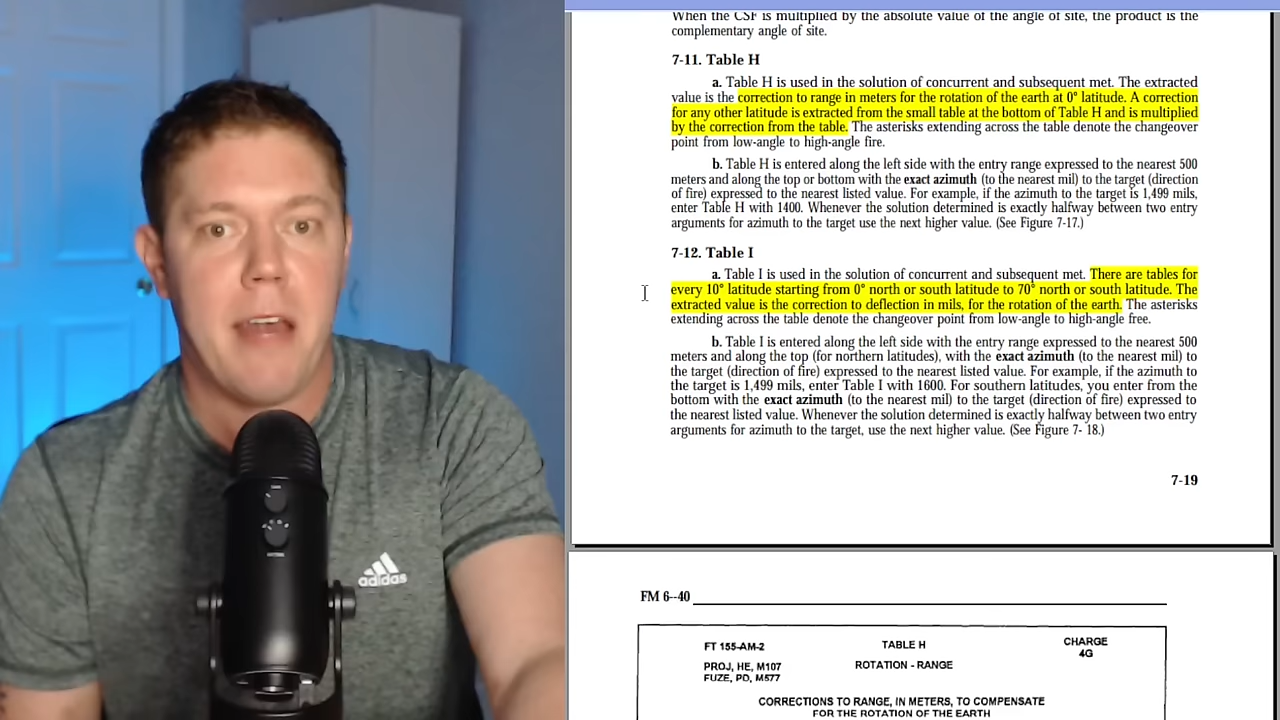 When the CSF is multiplied by the absolute value of the angle of site, the product is the
complementary angle of site.
7-11. Table H
a. Table H is used in the solution of concurrent and subsequent met. The extracted
value is the correction to range in meters for the rotation of the earth at 0° latitude. A correction
for any other latitude is extracted from the small table at the bottom of Table H and is multiplied
by the correction from the table. The asterisks extending across the table denote the changeover
point from low-angle to high-angle fire.
b. Table H is entered along the left side with the entry range expressed to the nearest 500
meters and along the top or bottom with the exact azimuth (to the nearest mil) to the target (direction
of fire) expressed to the nearest listed value. For example, if the azimuth to the target is 1,499 mils,
enter Table H with 1400. Whenever the solution determined is exactly halfway between two entry
arguments for azimuth to the target use the next higher value. (See Figure 7-17.)
7-12. Table I
a. Table I is used in the solution of concurrent and subsequent met. There are tables for
every 10° latitude starting from 0° north or south latitude to 70° north or south latitude. The
extracted value is the correction to deflection in mils, for the rotation of the earth. The asterisks
extending across the table denote the changeover point from low-angle to high-angle free.
b. Table I is entered along the left side with the entry range expressed to the nearest 500
meters and along the top (for northern latitudes), with the exact azimuth (to the nearest mil) to
the target (direction of fire) expressed to the nearest listed value. For example, if the azimuth to
the target is 1,499 mils, enter Table I with 1600. For southern latitudes, you enter from the
bottom with the exact azimuth (to the nearest mil) to the target (direction of fire) expressed to
the nearest listed value. Whenever the solution determined is exactly halfway between two entry
arguments for azimuth to the target, use the next higher value. (See Figure 7- 18.)
7-19
FM 6--40
FT 155-AM-2
TABLE H
CHARGE
4G
PROJ, HE, M107
FUZE, PD, M577
ROTATION - RANGE
CORRECTIONS TO RANGE, IN METERS, TO COMPENSATE
FOR THE ROTATION OF THE EARTH
adidas